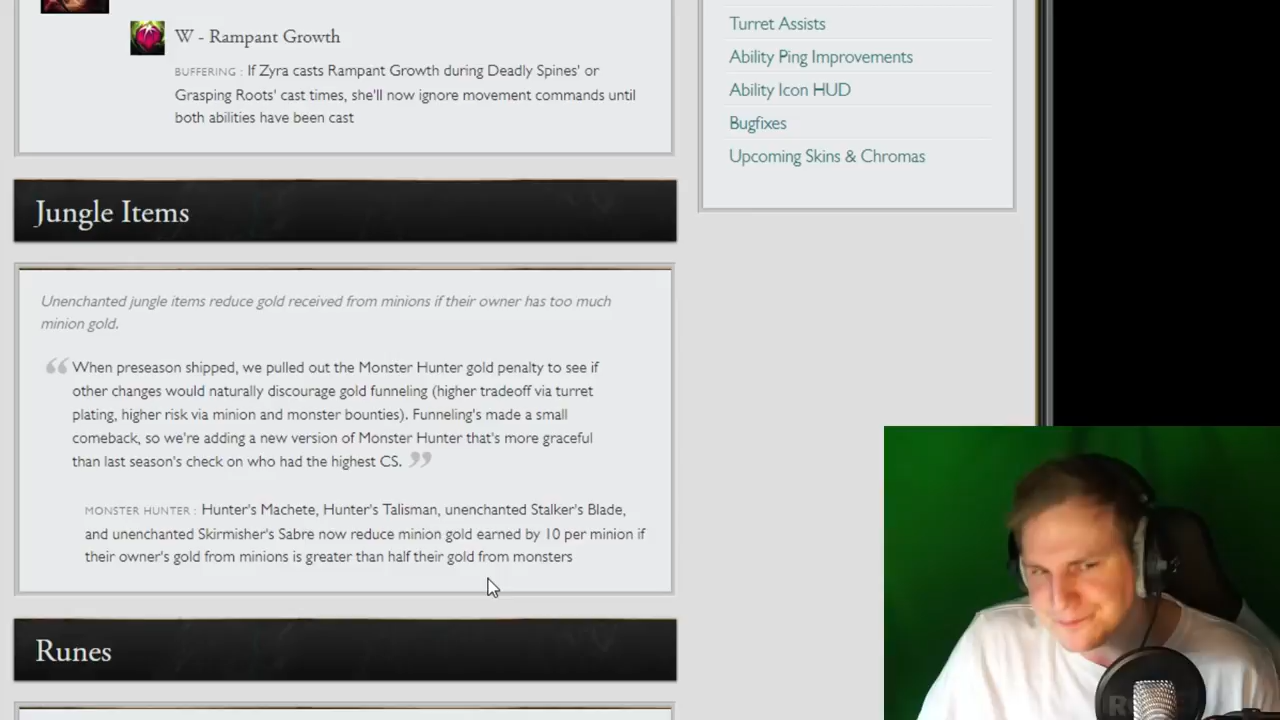 W - Rampant Growth
BUFFERING : If Zyra casts Rampant Growth during Deadly Spines' or
Grasping Roots' cast times, she'll now ignore movement commands until
both abilities have been cast
Jungle Items
Unenchanted jungle items reduce gold received from minions if their owner has too much
minion gold.
“ When preseason shipped, we pulled out the Monster Hunter gold penalty to see if
other changes would naturally discourage gold funneling (higher tradeoff via turret
plating, higher risk via minion and monster bounties). Funneling's made a small
comeback, so we're adding a new version of Monster Hunter that's more graceful
than last season's check on who had the highest CS. ”
MONSTER HUNTER : Hunter's Machete, Hunter's Talisman, unenchanted Stalker's Blade,
and unenchanted Skirmisher's Sabre now reduce minion gold earned by 10 per minion if
their owner's gold from minions is greater than half their gold from monsters
Runes
Turret Assists
Ability Ping Improvements
Ability Icon HUD
Bugfixes
Upcoming Skins & Chromas